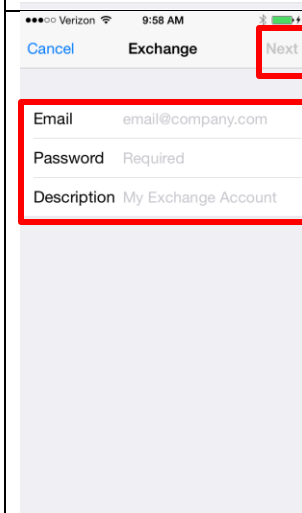 Verizon 9:58 AM
Cancel Exchange Next
Email email@company.com
Password Required
Description My Exchange Account